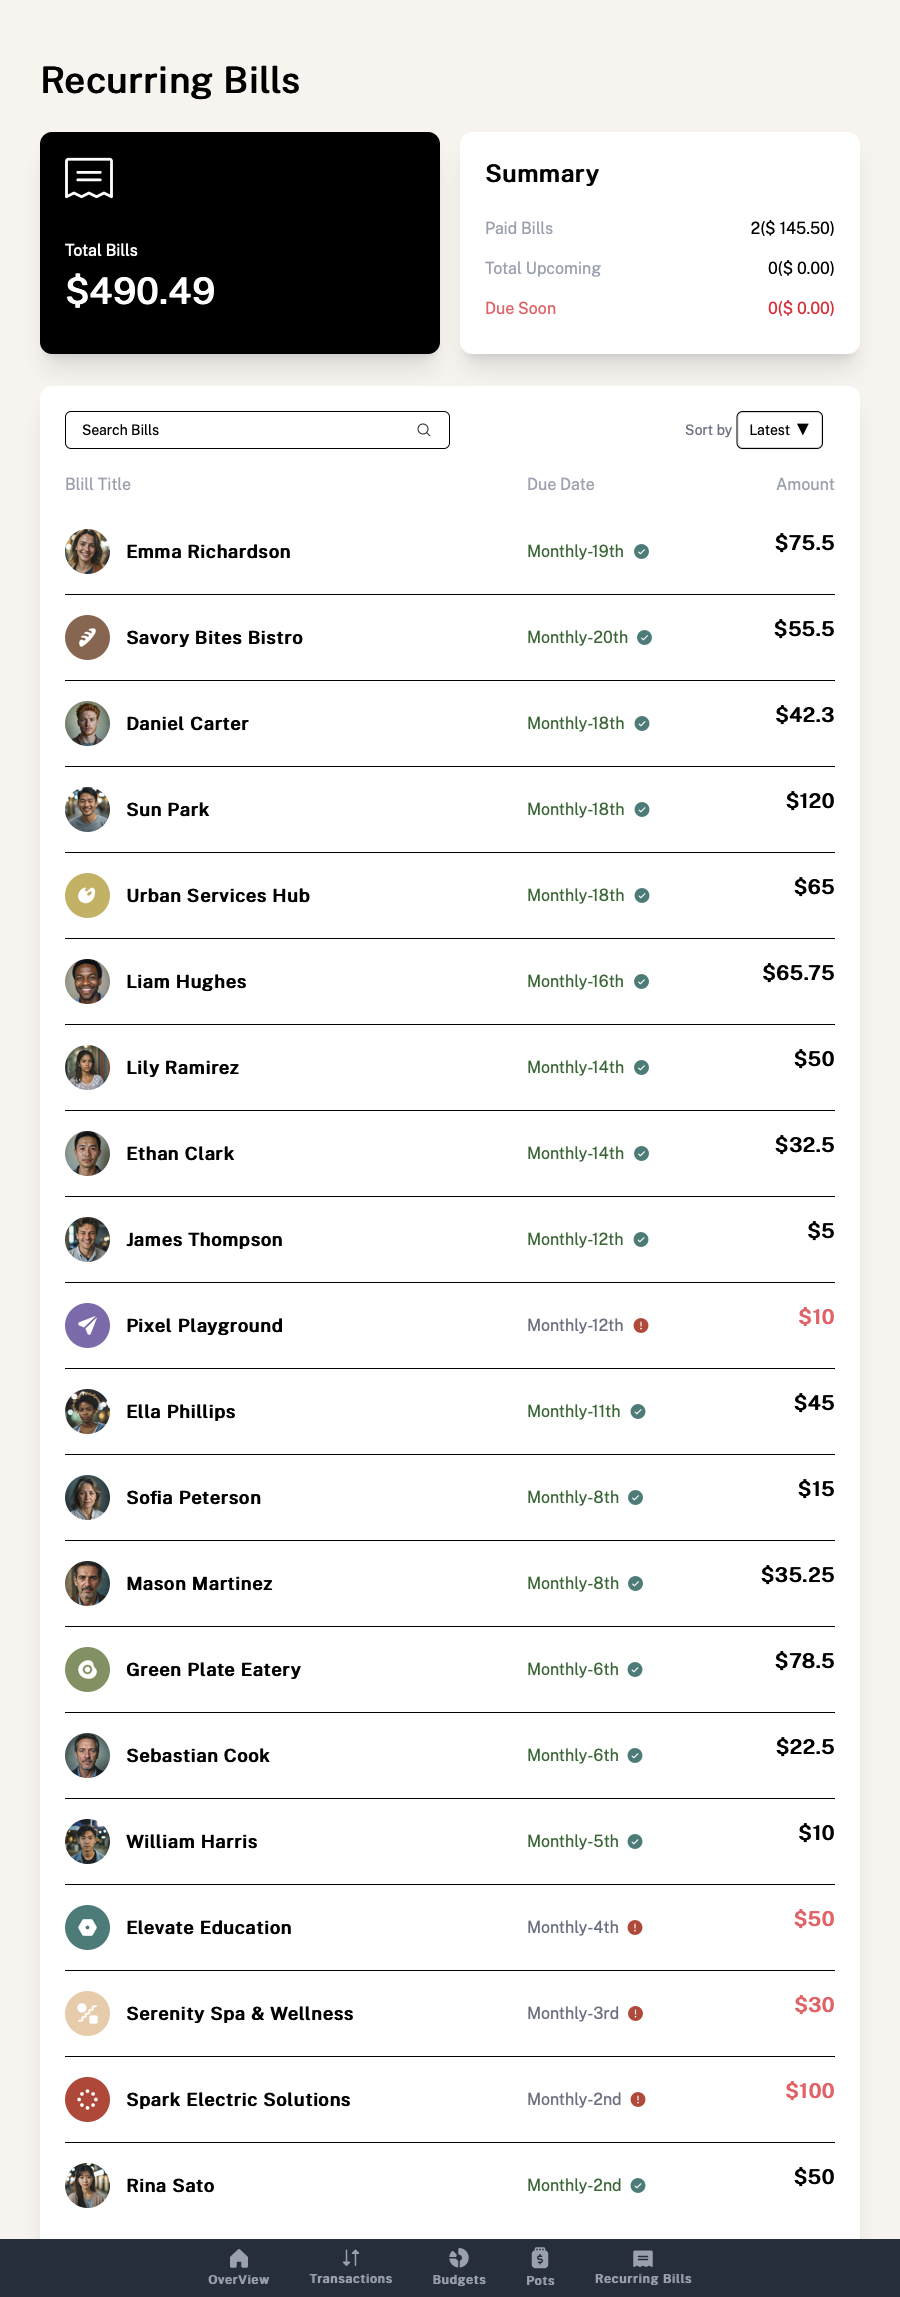 Recurring Bills
Total Bills
$490.49
Summary
Paid Bills 2($ 145.50)
Total Upcoming 0($ 0.00)
Due Soon 0($ 0.00)
Search Bills Sort by Latest ▼
Blill Title Due Date Amount
Emma Richardson Monthly-19th $75.5
Savory Bites Bistro Monthly-20th $55.5
Daniel Carter Monthly-18th $42.3
Sun Park Monthly-18th $120
Urban Services Hub Monthly-18th $65
Liam Hughes Monthly-16th $65.75
Lily Ramirez Monthly-14th $50
Ethan Clark Monthly-14th $32.5
James Thompson Monthly-12th $5
Pixel Playground Monthly-12th $10
Ella Phillips Monthly-11th $45
Sofia Peterson Monthly-8th $15
Mason Martinez Monthly-8th $35.25
Green Plate Eatery Monthly-6th $78.5
Sebastian Cook Monthly-6th $22.5
William Harris Monthly-5th $10
Elevate Education Monthly-4th $50
Serenity Spa & Wellness Monthly-3rd $30
Spark Electric Solutions Monthly-2nd $100
Rina Sato Monthly-2nd $50
OverView Transactions Budgets Pots Recurring Bills